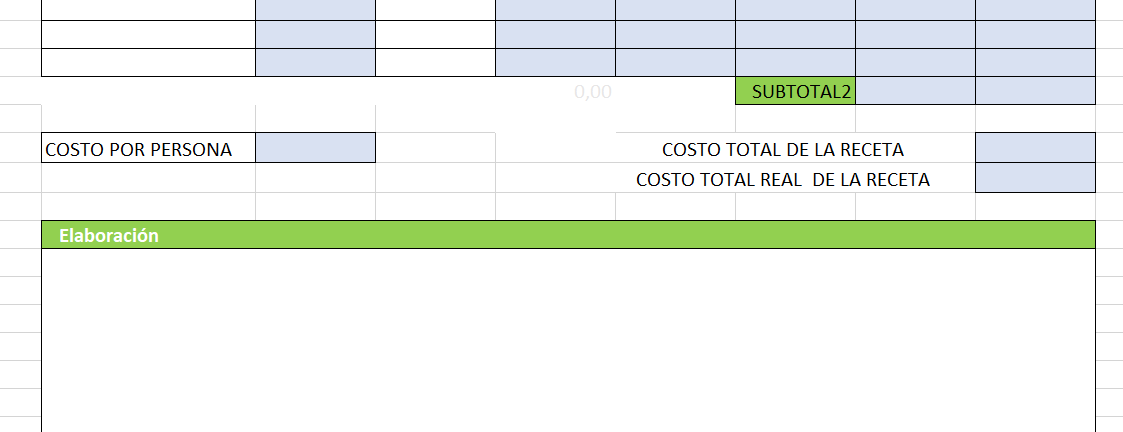 0,00
SUBTOTAL2
COSTO POR PERSONA
COSTO TOTAL DE LA RECETA
COSTO TOTAL REAL  DE LA RECETA
Elaboración